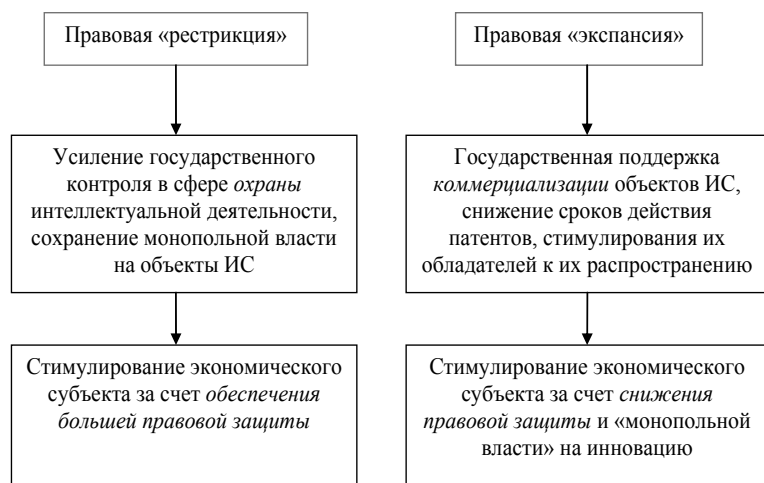 Правовая «рестрикция»
Усиление государственного
контроля в сфере охраны
интеллектуальной деятельности,
сохранение монопольной власти
на объекты ИС
Стимулирование экономического
субъекта за счет обеспечения
большей правовой защиты
Правовая «экспансия»
Государственная поддержка
коммерциализации объектов ИС,
снижение сроков действия
патентов, стимулирования их
обладателей к их распространению
Стимулирование экономического
субъекта за счет снижения
правовой защиты и «монопольной
власти» на инновацию